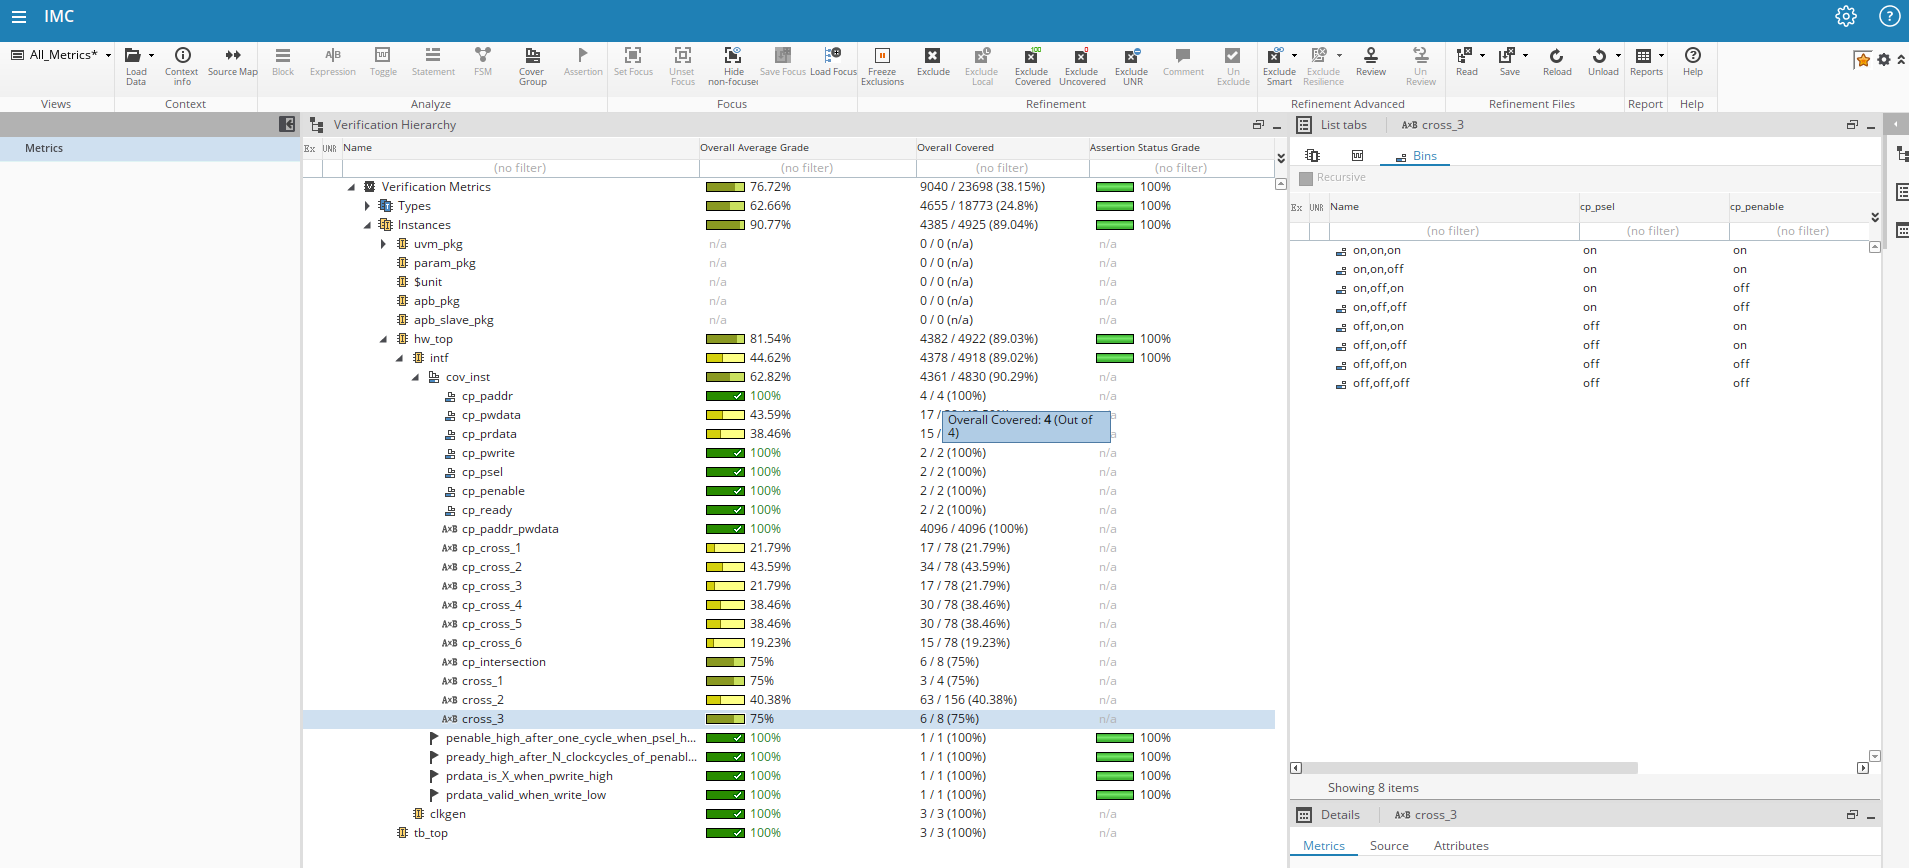 IMC
All_Metrics*
Load Data
Context info
Source Map
Block
Expression
Toggle
Statement
FSM
Cover Group
Assertion
Set Focus
Unset Focus
Hide non-focused
Save Focus
Load Focus
Freeze Exclusions
Exclude
Exclude Local
Exclude Covered
Exclude Uncovered
Exclude UNR
Comment
Un Exclude
Exclude Smart
Exclude Resilience
Review
Un Review
Read
Save
Reload
Unload
Reports
Help
Views Context Analyze Focus Refinement Refinement Advanced Refinement Files Report Help
Metrics
Verification Hierarchy
Ex UNR Name Overall Average Grade Overall Covered Assertion Status Grade
(no filter) (no filter) (no filter) (no filter)
Verification Metrics 76.72% 9040 / 23698 (38.15%) 100%
Types 62.66% 4655 / 18773 (24.8%) 100%
Instances 90.77% 4385 / 4925 (89.04%) 100%
uvm_pkg n/a 0 / 0 (n/a) n/a
param_pkg n/a 0 / 0 (n/a) n/a
$unit n/a 0 / 0 (n/a) n/a
apb_pkg n/a 0 / 0 (n/a) n/a
apb_slave_pkg n/a 0 / 0 (n/a) n/a
hw_top 81.54% 4382 / 4922 (89.03%) 100%
intf 44.62% 4378 / 4918 (89.02%) 100%
cov_inst 62.82% 4361 / 4830 (90.29%) n/a
cp_paddr 100% 4 / 4 (100%) n/a
cp_pwdata 43.59% 17 /
Overall Covered: 4 (Out of 4)
cp_prdata 38.46% 15 /
cp_pwrite 100% 2 / 2 (100%) n/a
cp_psel 100% 2 / 2 (100%) n/a
cp_penable 100% 2 / 2 (100%) n/a
cp_ready 100% 2 / 2 (100%) n/a
A×B cp_paddr_pwdata 100% 4096 / 4096 (100%) n/a
A×B cp_cross_1 21.79% 17 / 78 (21.79%) n/a
A×B cp_cross_2 43.59% 34 / 78 (43.59%) n/a
A×B cp_cross_3 21.79% 17 / 78 (21.79%) n/a
A×B cp_cross_4 38.46% 30 / 78 (38.46%) n/a
A×B cp_cross_5 38.46% 30 / 78 (38.46%) n/a
A×B cp_cross_6 19.23% 15 / 78 (19.23%) n/a
A×B cp_intersection 75% 6 / 8 (75%) n/a
A×B cross_1 75% 3 / 4 (75%) n/a
A×B cross_2 40.38% 63 / 156 (40.38%) n/a
A×B cross_3 75% 6 / 8 (75%) n/a
penable_high_after_one_cycle_when_psel_h... 100% 1 / 1 (100%) 100%
pready_high_after_N_clockcycles_of_penabl... 100% 1 / 1 (100%) 100%
prdata_is_X_when_pwrite_high 100% 1 / 1 (100%) 100%
prdata_valid_when_write_low 100% 1 / 1 (100%) 100%
clkgen 100% 3 / 3 (100%) n/a
tb_top 100% 3 / 3 (100%) n/a
List tabs A×B cross_3
Bins
Recursive
Ex UNR Name cp_psel cp_penable
(no filter) (no filter) (no filter)
on,on,on on on
on,on,off on on
on,off,on on off
on,off,off on off
off,on,on off on
off,on,off off on
off,off,on off off
off,off,off off off
Showing 8 items
Details A×B cross_3
Metrics Source Attributes